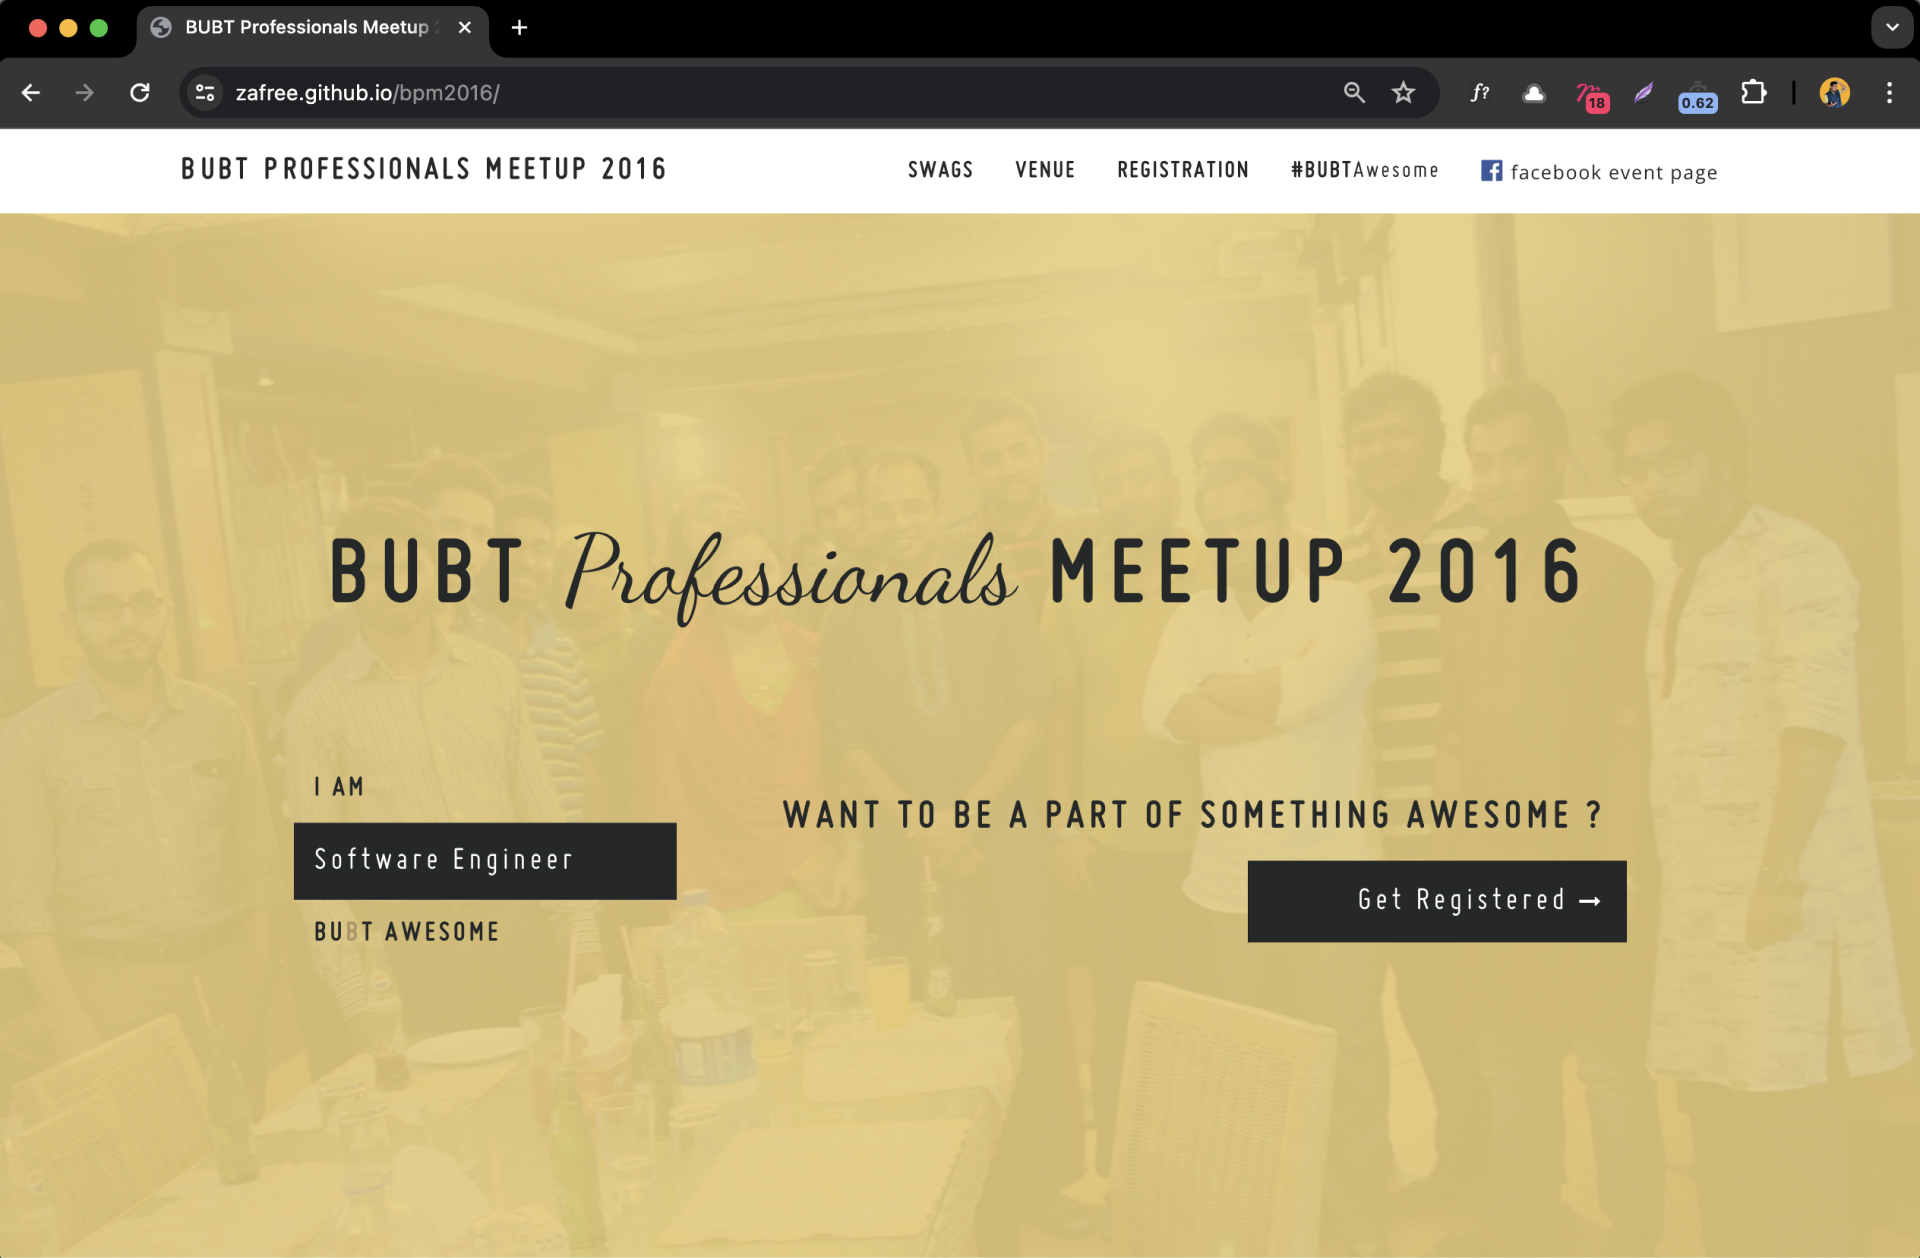 BUBT Professionals Meetup
zafree.github.io/bpm2016/
f?
18
0.62
BUBT PROFESSIONALS MEETUP 2016
SWAGS
VENUE
REGISTRATION
#BUBTAwesome
facebook event page
BUBT Professionals MEETUP 2016
I AM
Software Engineer
BUBT AWESOME
WANT TO BE A PART OF SOMETHING AWESOME ?
Get Registered →